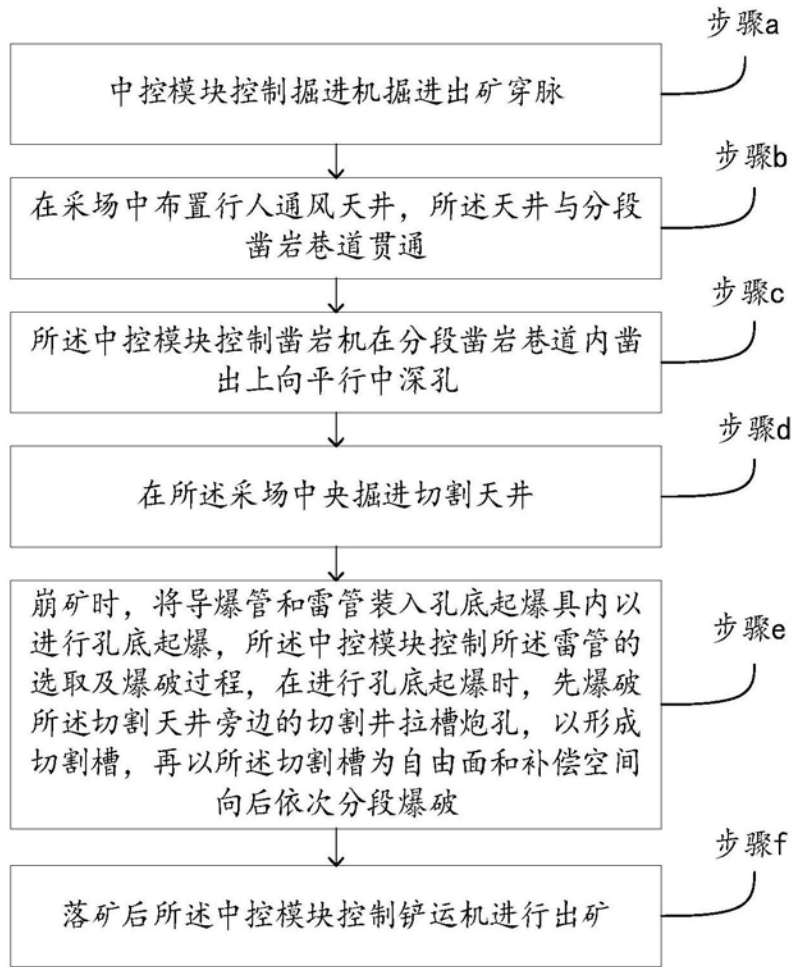 步骤a
中控模块控制掘进机掘进出矿穿脉
步骤b
在采场中布置行人通风天井，所述天井与分段
凿岩巷道贯通
步骤c
所述中控模块控制凿岩机在分段凿岩巷道内凿
出上向平行中深孔
步骤d
在所述采场中央掘进切割天井
步骤e
崩矿时，将导爆管和雷管装入孔底起爆具内以
进行孔底起爆，所述中控模块控制所述雷管的
选取及爆破过程，在进行孔底起爆时，先爆破
所述切割天井旁边的切割井拉槽炮孔，以形成
切割槽，再以所述切割槽为自由面和补偿空间
向后依次分段爆破
步骤f
落矿后所述中控模块控制铲运机进行出矿